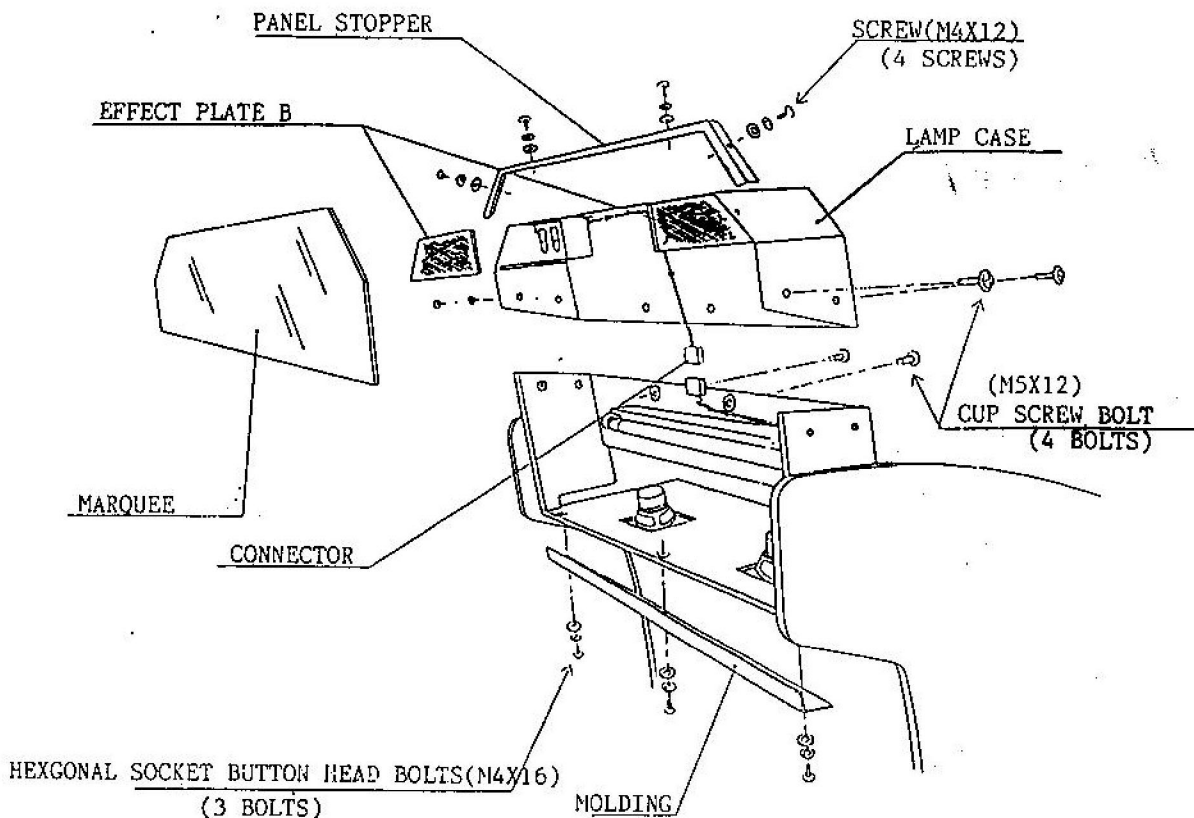 PANEL STOPPER
SCREW(M4X12)
(4 SCREWS)
EFFECT PLATE B
LAMP CASE
(M5X12)
CUP SCREW BOLT
(4 BOLTS)
MARQUEE
CONNECTOR
HEXGONAL SOCKET BUTTON HEAD BOLTS(M4X16)
(3 BOLTS)
MOLDING